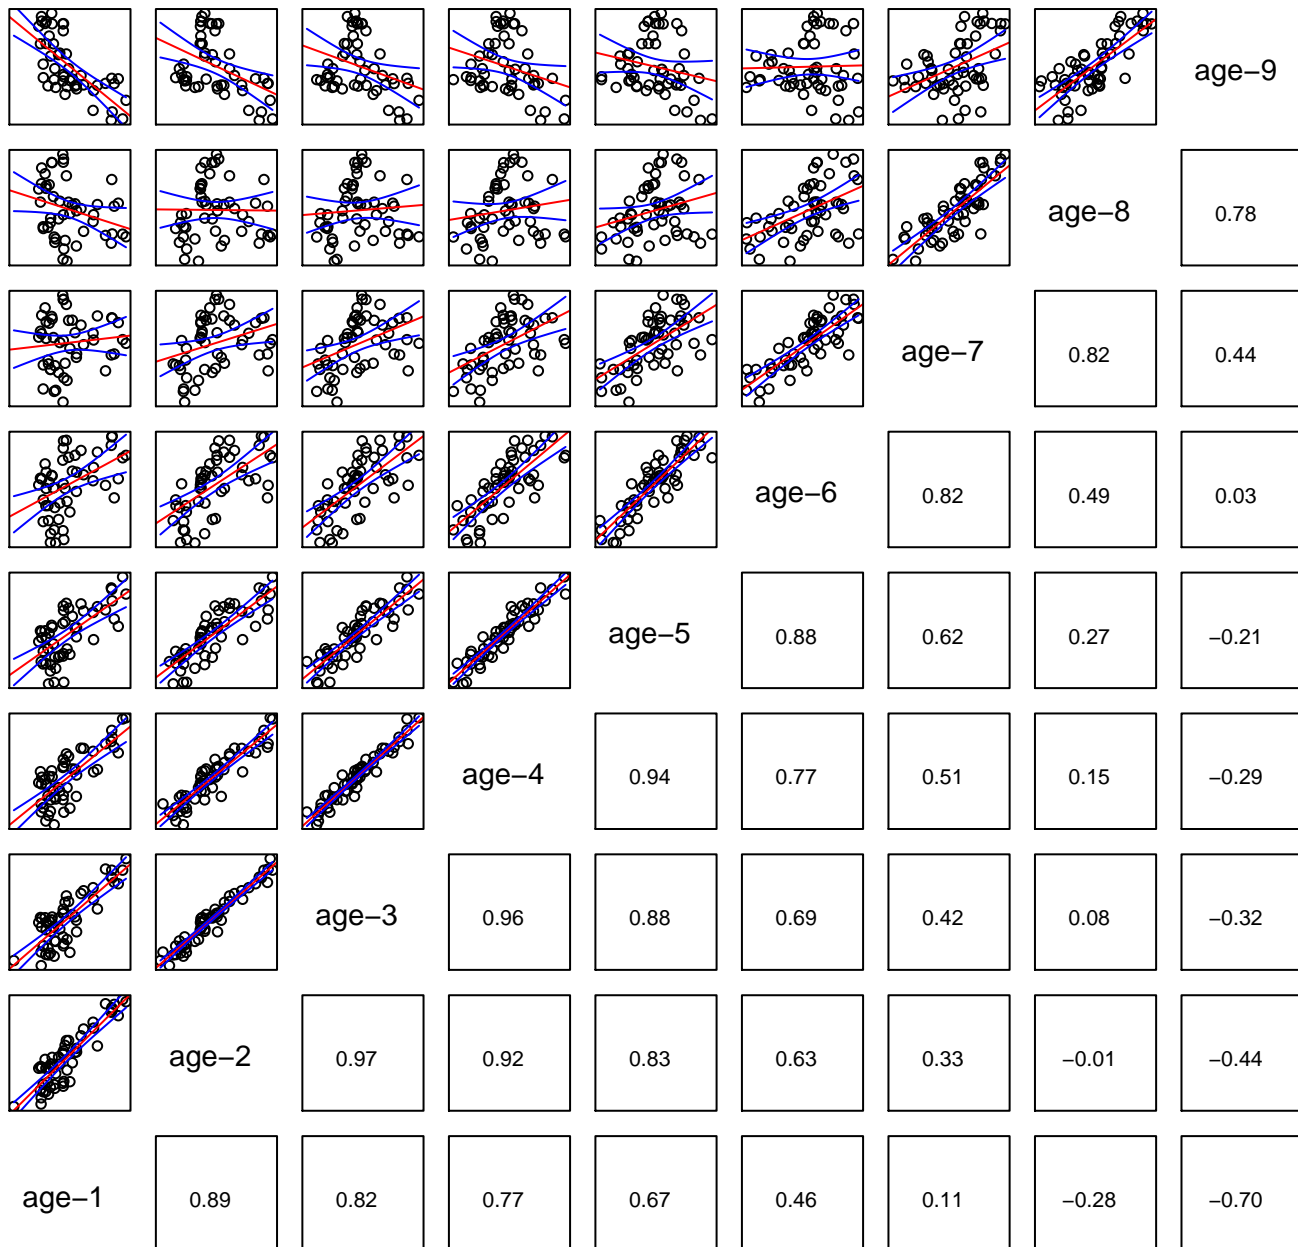 age−9
age−8 0.78
age−7 0.82 0.44
age−6 0.82 0.49 0.03
age−5 0.88 0.62 0.27 −0.21
age−4 0.94 0.77 0.51 0.15 −0.29
age−3 0.96 0.88 0.69 0.42 0.08 −0.32
age−2 0.97 0.92 0.83 0.63 0.33 −0.01 −0.44
age−1 0.89 0.82 0.77 0.67 0.46 0.11 −0.28 −0.70